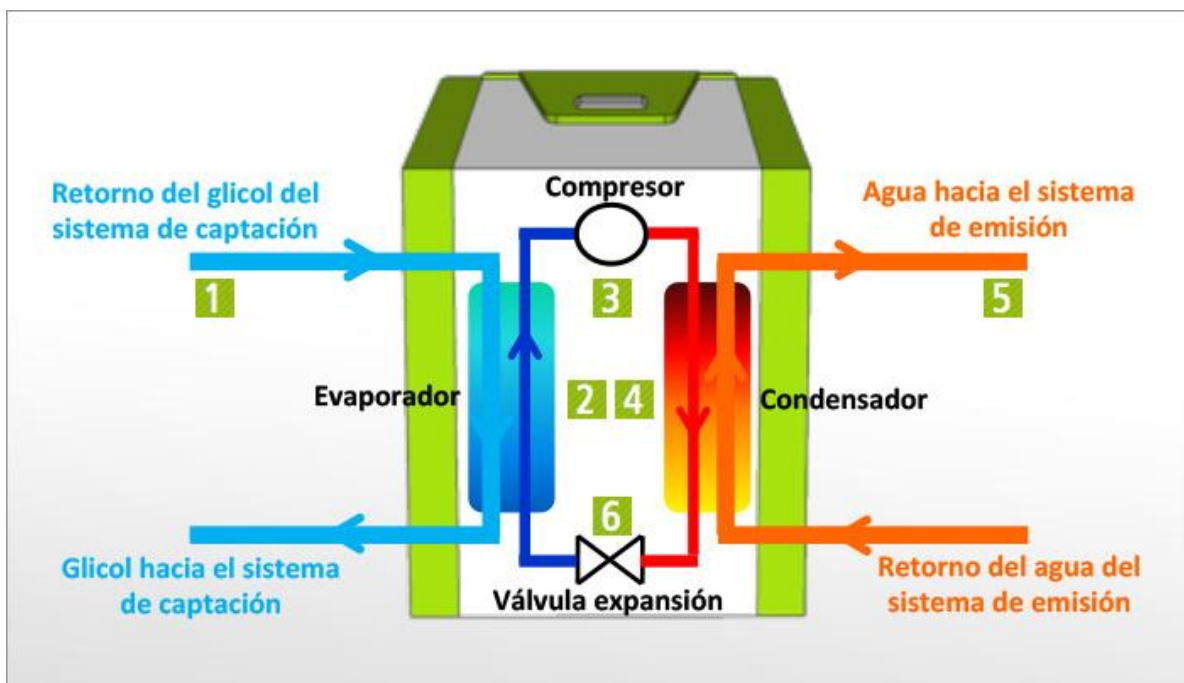 Compresor
Retorno del glicol del
sistema de captación
Agua hacia el sistema
de emisión
1
3
5
Evaporador
2 4
Condensador
6
Glicol hacia el sistema
de captación
Válvula expansión
Retorno del agua del
sistema de emisión